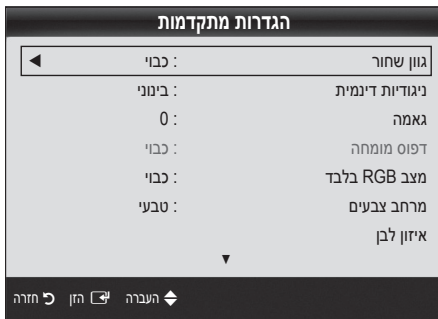 הגדרות מתקדמות
גוון שחור : כבוי ◀
ניגודיות דינמית : בינוני
גאמה : 0
דפוס מומחה : כבוי
מצב RGB בלבד : כבוי
מרחב צבעים : טבעי
איזון לבן
▼
העברה הזן חזרה